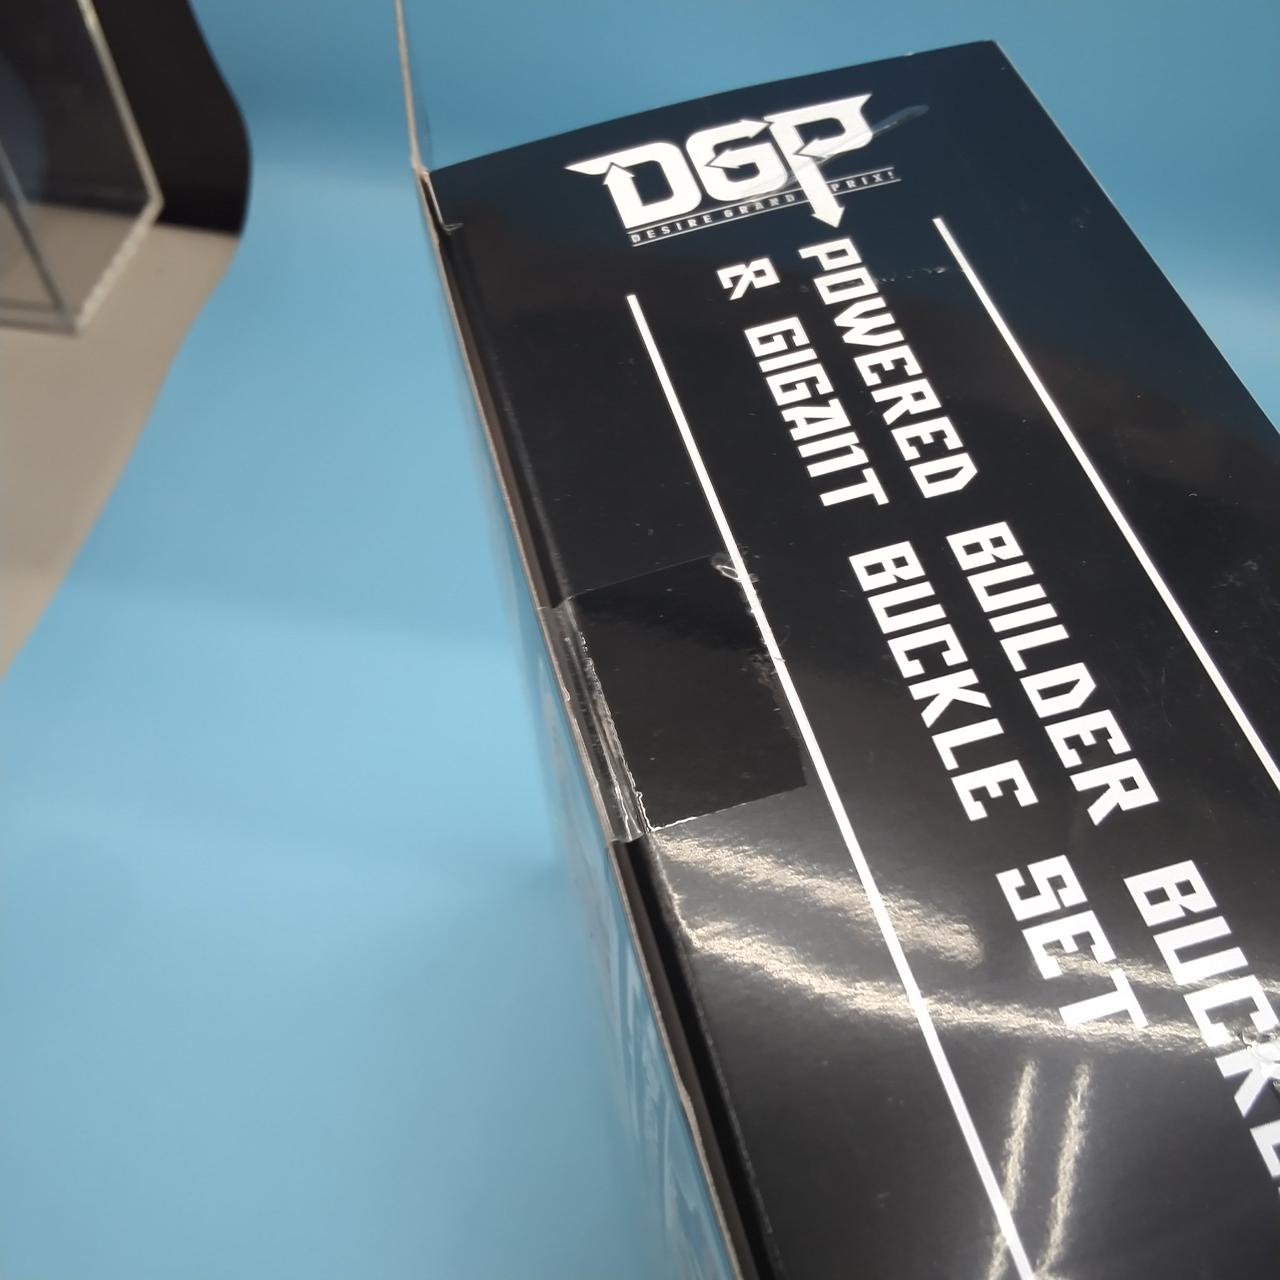 DGP
DESIRE GRAND PRIX!
POWERED BUILDER BUCKLE
& GIGANT BUCKLE SET